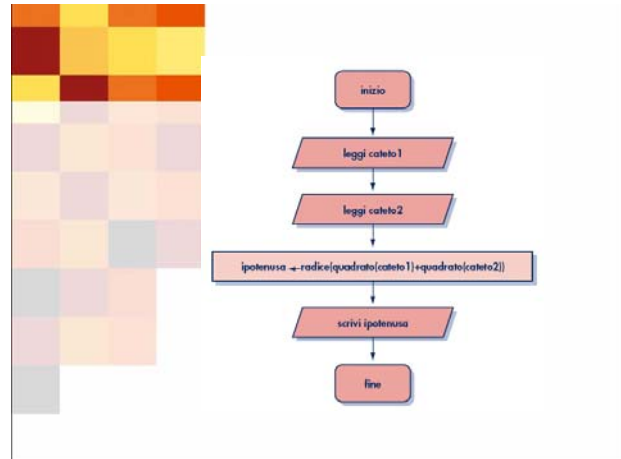 inizio
leggi cateto1
leggi cateto2
ipotenusa ←radice(quadrato(cateto1)+quadrato(cateto2))
scrivi ipotenusa
fine